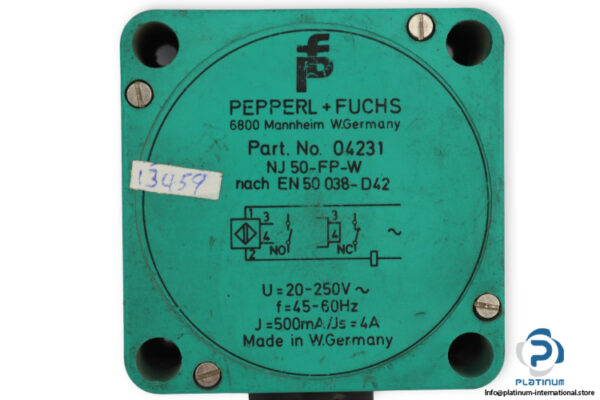 PEPPERL + FUCHS
6800 Mannheim W.Germany
Part. No. 04231
NJ 50-FP-W
nach EN 50 038-D42
13459
1
3
4
NO
3
4
NC
~
2
U=20-250V ~
f=45-60Hz
J=500mA/Js=4A
Made in W.Germany
PLATINUM
Info@platinum-international.store